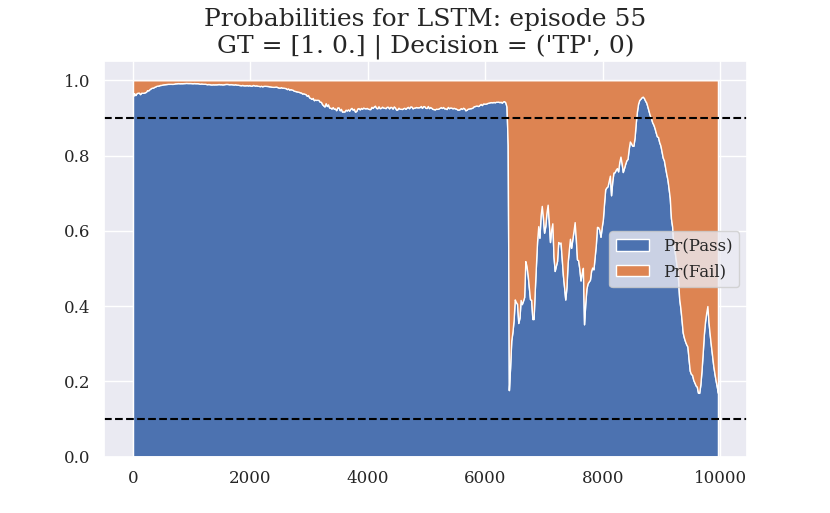 Probabilities for LSTM: episode 55
GT = [1. 0.] | Decision = ('TP', 0)
1.0
0.8
0.6
0.4
0.2
0.0
Pr(Pass)
Pr(Fail)
0 2000 4000 6000 8000 10000